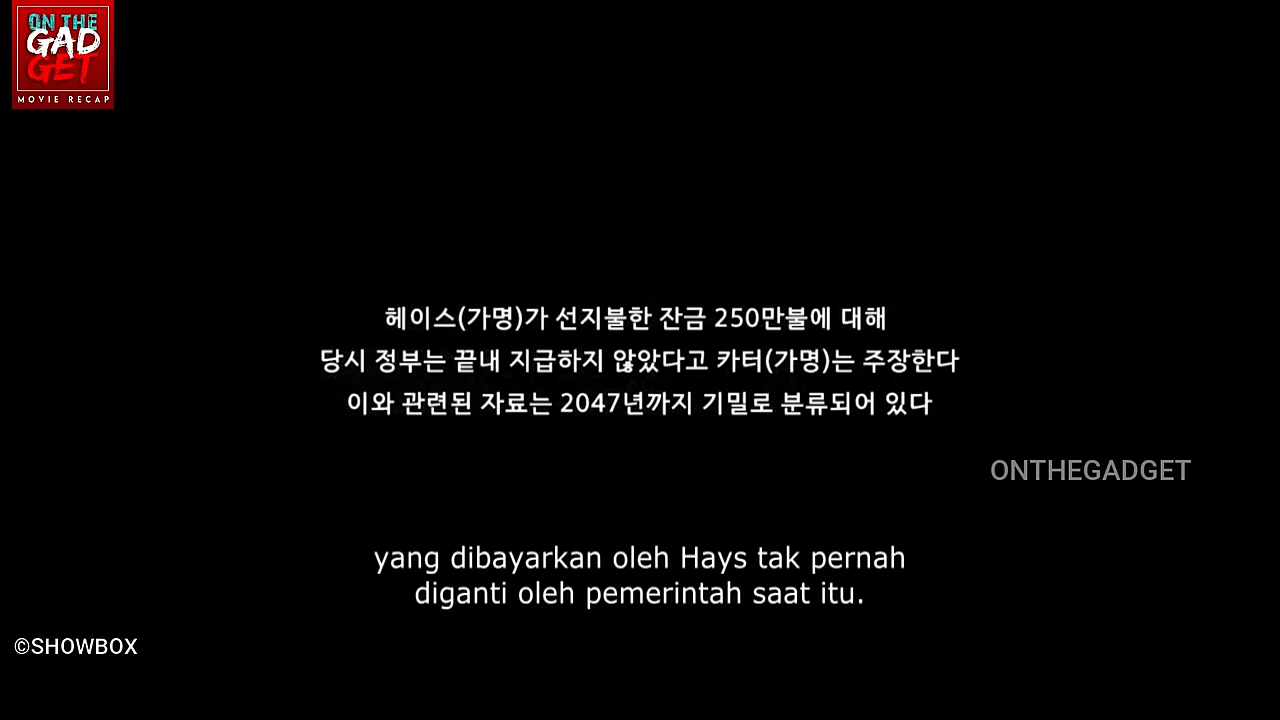 ON THE
GAD
GET
MOVIE RECAP
헤이스(가명)가 선지불한 잔금 250만불에 대해
당시 정부는 끝내 지급하지 않았다고 카터(가명)는 주장한다
이와 관련된 자료는 2047년까지 기밀로 분류되어 있다
ONTHEGADGET
yang dibayarkan oleh Hays tak pernah
diganti oleh pemerintah saat itu.
©SHOWBOX